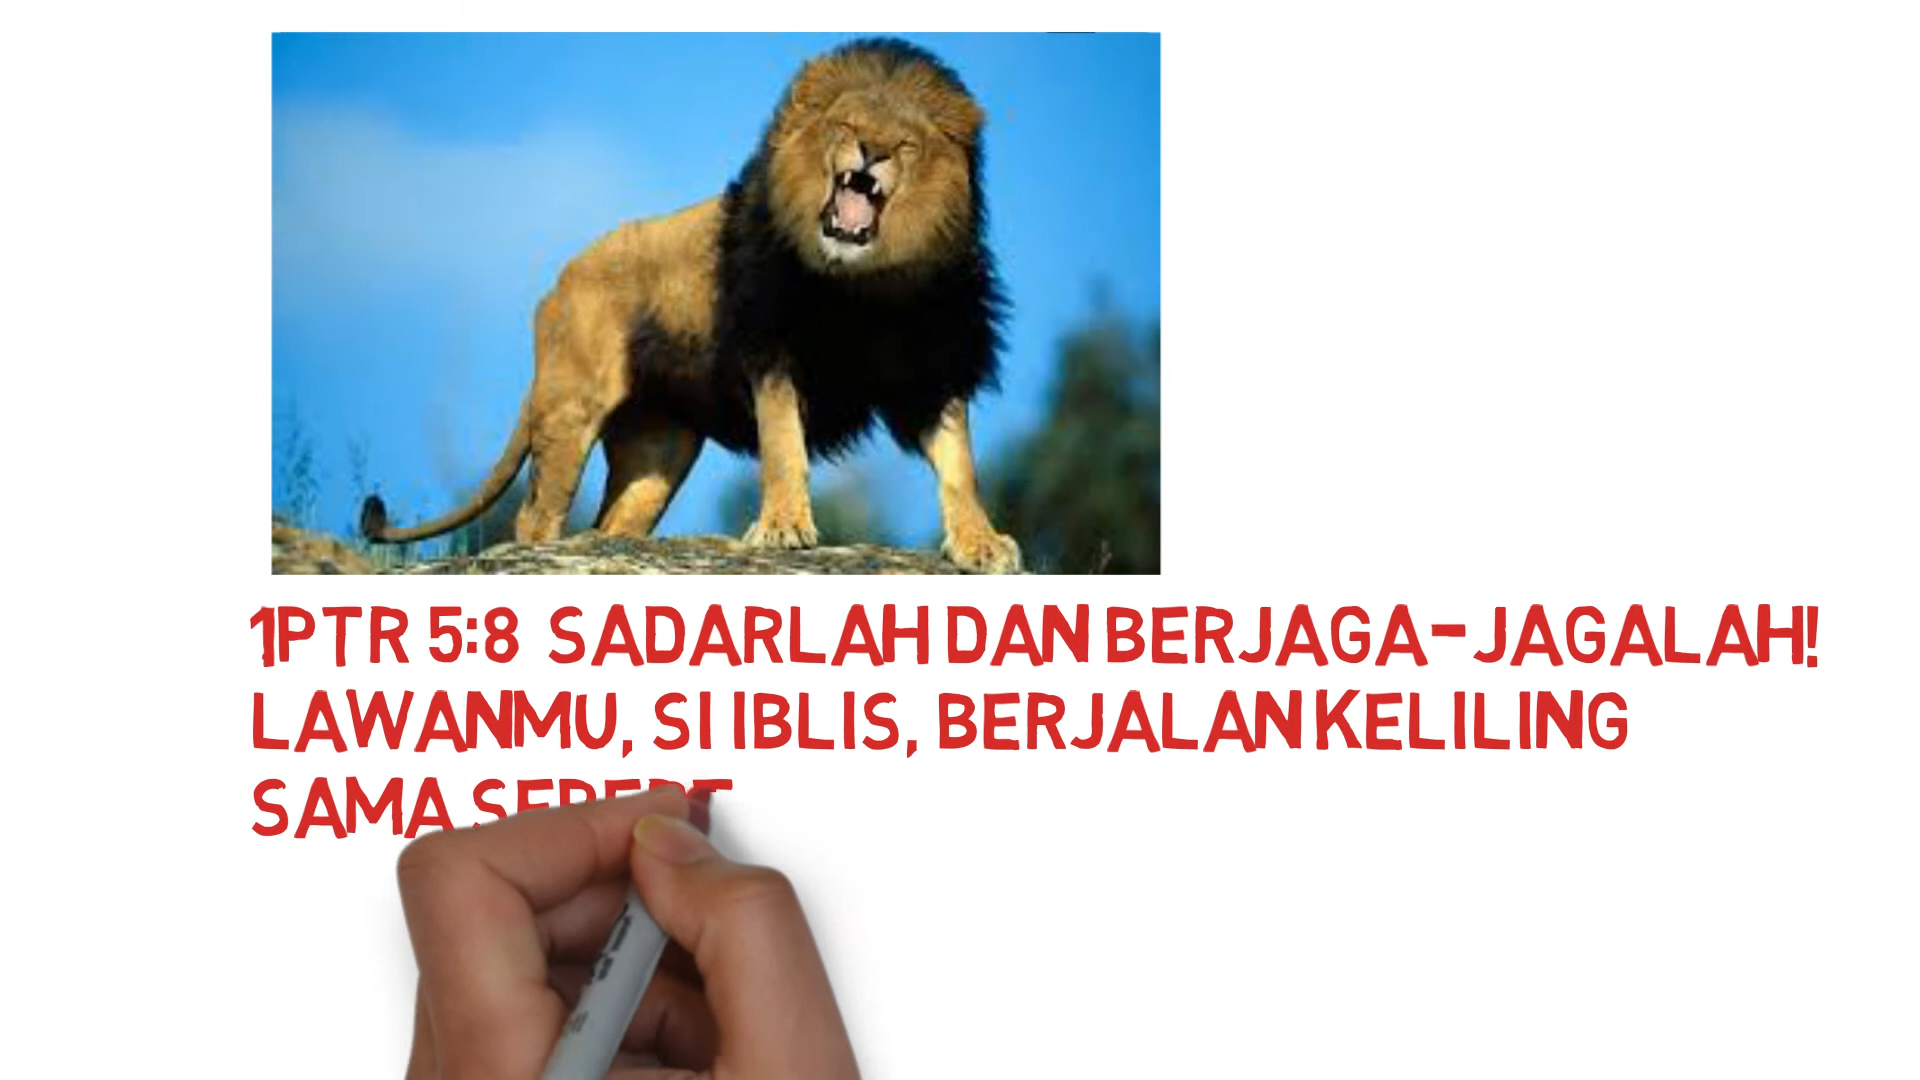 1PTR 5:8 SADARLAH DAN BERJAGA-JAGALAH!
LAWANMU, SI IBLIS, BERJALAN KELILING
SAMA